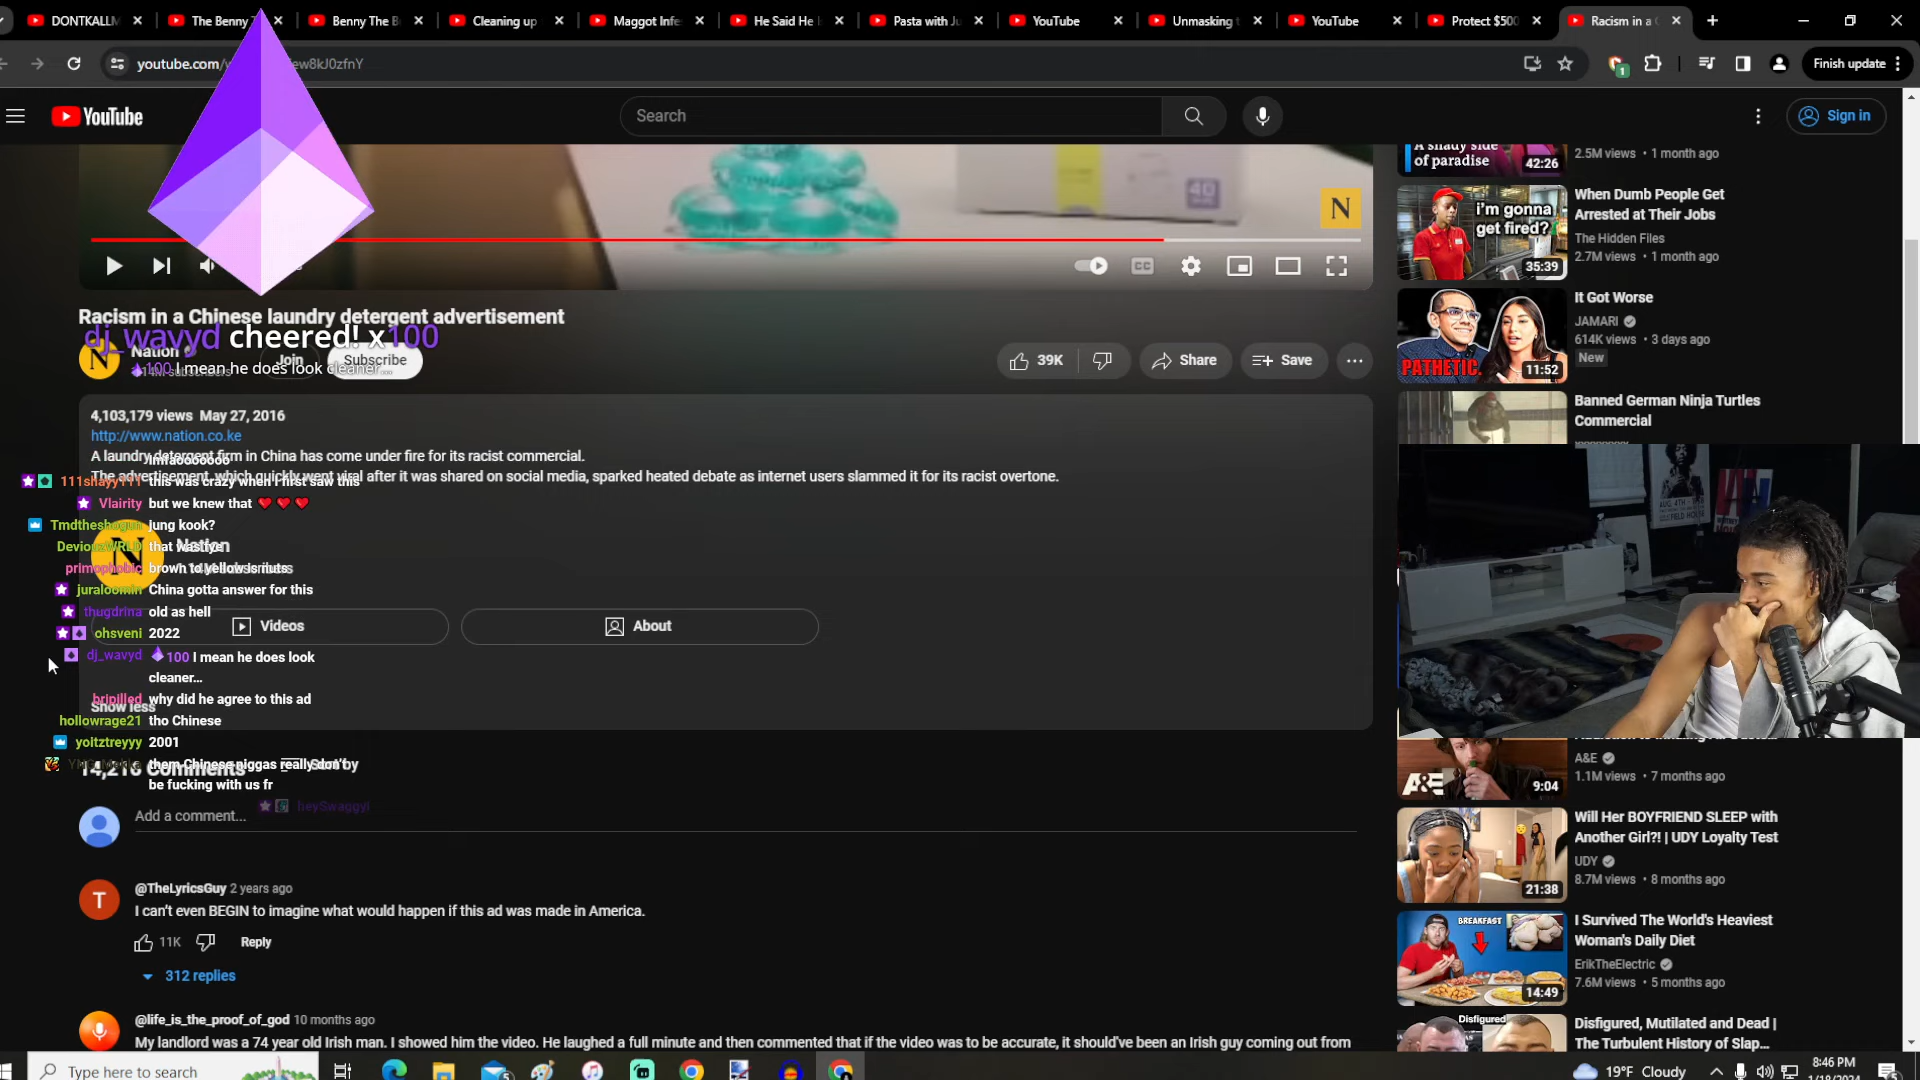 DONTKALLM
The Benny
Benny The B
Cleaning up
Maggot Infe
He Said He
Pasta with Ju
YouTube
Unmasking t
YouTube
Protect $500
Racism in a C
youtube.com/
ew8kJ0zfnY
Finish update
YouTube
Search
Sign in
N
CC
Racism in a Chinese laundry detergent advertisement
dj_wavyd cheered! x100
100 I mean he does look cleaner...
Nation
Join
Subscribe
39K
Share
Save
4,103,179 views May 27, 2016
http://www.nation.co.ke
A laundry detergent firm in China has come under fire for its racist commercial.
The advertisement, which quickly went viral after it was shared on social media, sparked heated debate as internet users slammed it for its racist overtone.
lmfaoooooo
111shayy111 this was crazy when I first saw this
Vlairity but we knew that
Tmdtheshogun jung kook?
DeviousWRLD that was
Nation
primophobic brown to yellow is nuts
juraloomin China gotta answer for this
thugdrina old as hell
ohsveni 2022
dj_wavyd 100 I mean he does look
cleaner...
bripilled why did he agree to this ad
hollowrage21 tho Chinese
yoitztreyyy 2001
them Chinese niggas really don't
be fucking with us fr
heySwaggyi
Videos
About
Show less
14,216 Comments
Sort by
Add a comment...
@TheLyricsGuy 2 years ago
I can't even BEGIN to imagine what would happen if this ad was made in America.
11K
Reply
312 replies
@life_is_the_proof_of_god 10 months ago
My landlord was a 74 year old Irish man. I showed him the video. He laughed a full minute and then commented that if the video was to be accurate, it should've been an Irish guy coming out from
A shady side
of paradise
42:26
2.5M views • 1 month ago
i'm gonna
get fired?
35:39
When Dumb People Get
Arrested at Their Jobs
The Hidden Files
2.7M views • 1 month ago
PATHETIC.
11:52
It Got Worse
JAMARI
614K views • 3 days ago
New
Banned German Ninja Turtles
Commercial
A&E
9:04
A&E
1.1M views • 7 months ago
21:38
Will Her BOYFRIEND SLEEP with
Another Girl?! | UDY Loyalty Test
UDY
8.7M views • 8 months ago
BREAKFAST
14:49
I Survived The World's Heaviest
Woman's Daily Diet
ErikTheElectric
7.6M views • 5 months ago
Disfigured
Disfigured, Mutilated and Dead |
The Turbulent History of Slap...
Type here to search
19°F Cloudy
8:46 PM
1/18/2024